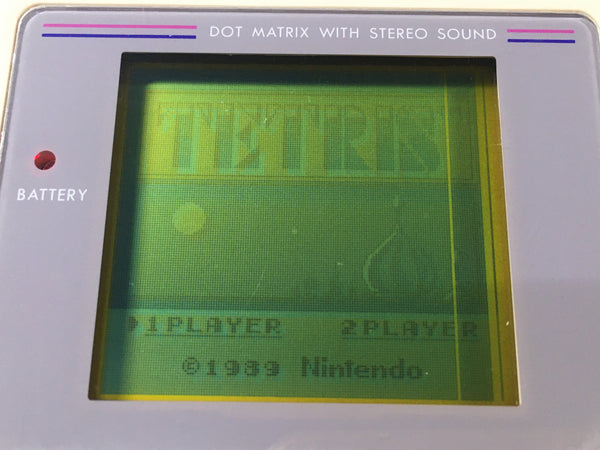 DOT MATRIX WITH STEREO SOUND
TETRIS
BATTERY
1PLAYER 2PLAYER
©1989 Nintendo